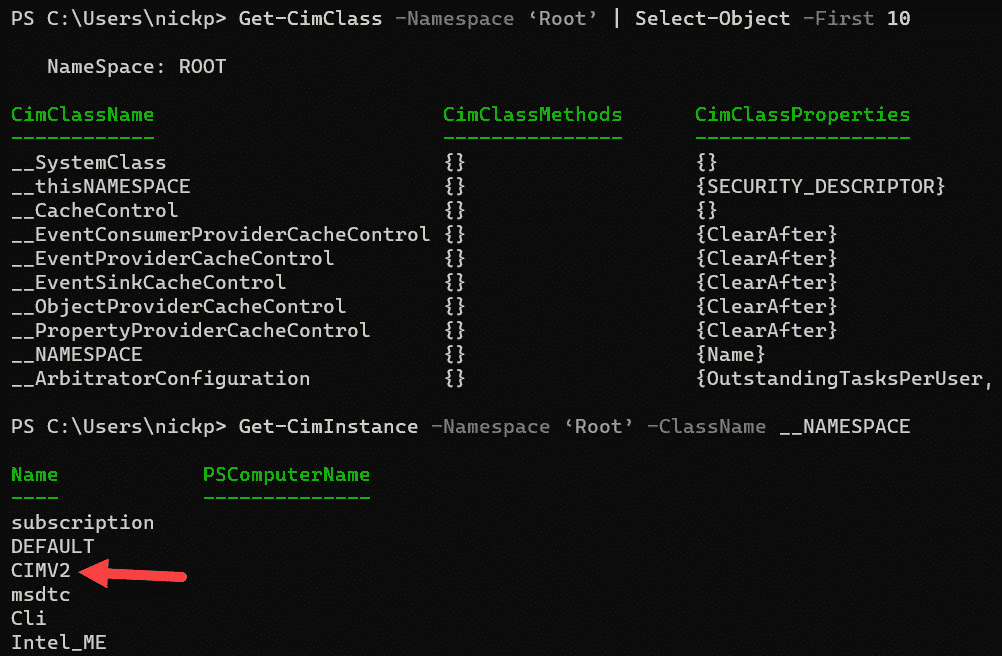 PS C:\Users\nickp> Get-CimClass -Namespace ‘Root’ | Select-Object -First 10
NameSpace: ROOT
CimClassName CimClassMethods CimClassProperties
------------ --------------- ------------------
__SystemClass {} {}
__thisNAMESPACE {} {SECURITY_DESCRIPTOR}
__CacheControl {} {}
__EventConsumerProviderCacheControl {} {ClearAfter}
__EventProviderCacheControl {} {ClearAfter}
__EventSinkCacheControl {} {ClearAfter}
__ObjectProviderCacheControl {} {ClearAfter}
__PropertyProviderCacheControl {} {ClearAfter}
__NAMESPACE {} {Name}
__ArbitratorConfiguration {} {OutstandingTasksPerUser,
PS C:\Users\nickp> Get-CimInstance -Namespace ‘Root’ -ClassName __NAMESPACE
Name PSComputerName
---- --------------
subscription
DEFAULT
CIMV2
msdtc
Cli
Intel_ME